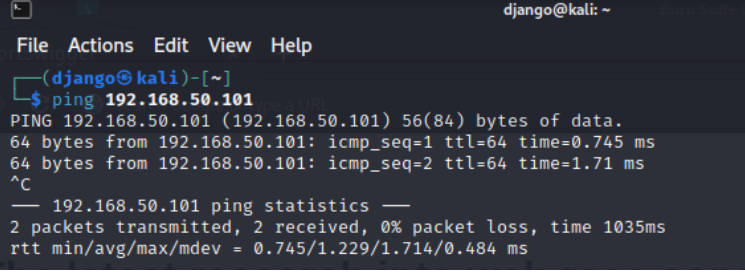 django@kali: ~
File Actions Edit View Help
┌──(django㉿kali)-[~]
└─$ ping 192.168.50.101
PING 192.168.50.101 (192.168.50.101) 56(84) bytes of data.
64 bytes from 192.168.50.101: icmp_seq=1 ttl=64 time=0.745 ms
64 bytes from 192.168.50.101: icmp_seq=2 ttl=64 time=1.71 ms
^C
--- 192.168.50.101 ping statistics ---
2 packets transmitted, 2 received, 0% packet loss, time 1035ms
rtt min/avg/max/mdev = 0.745/1.229/1.714/0.484 ms